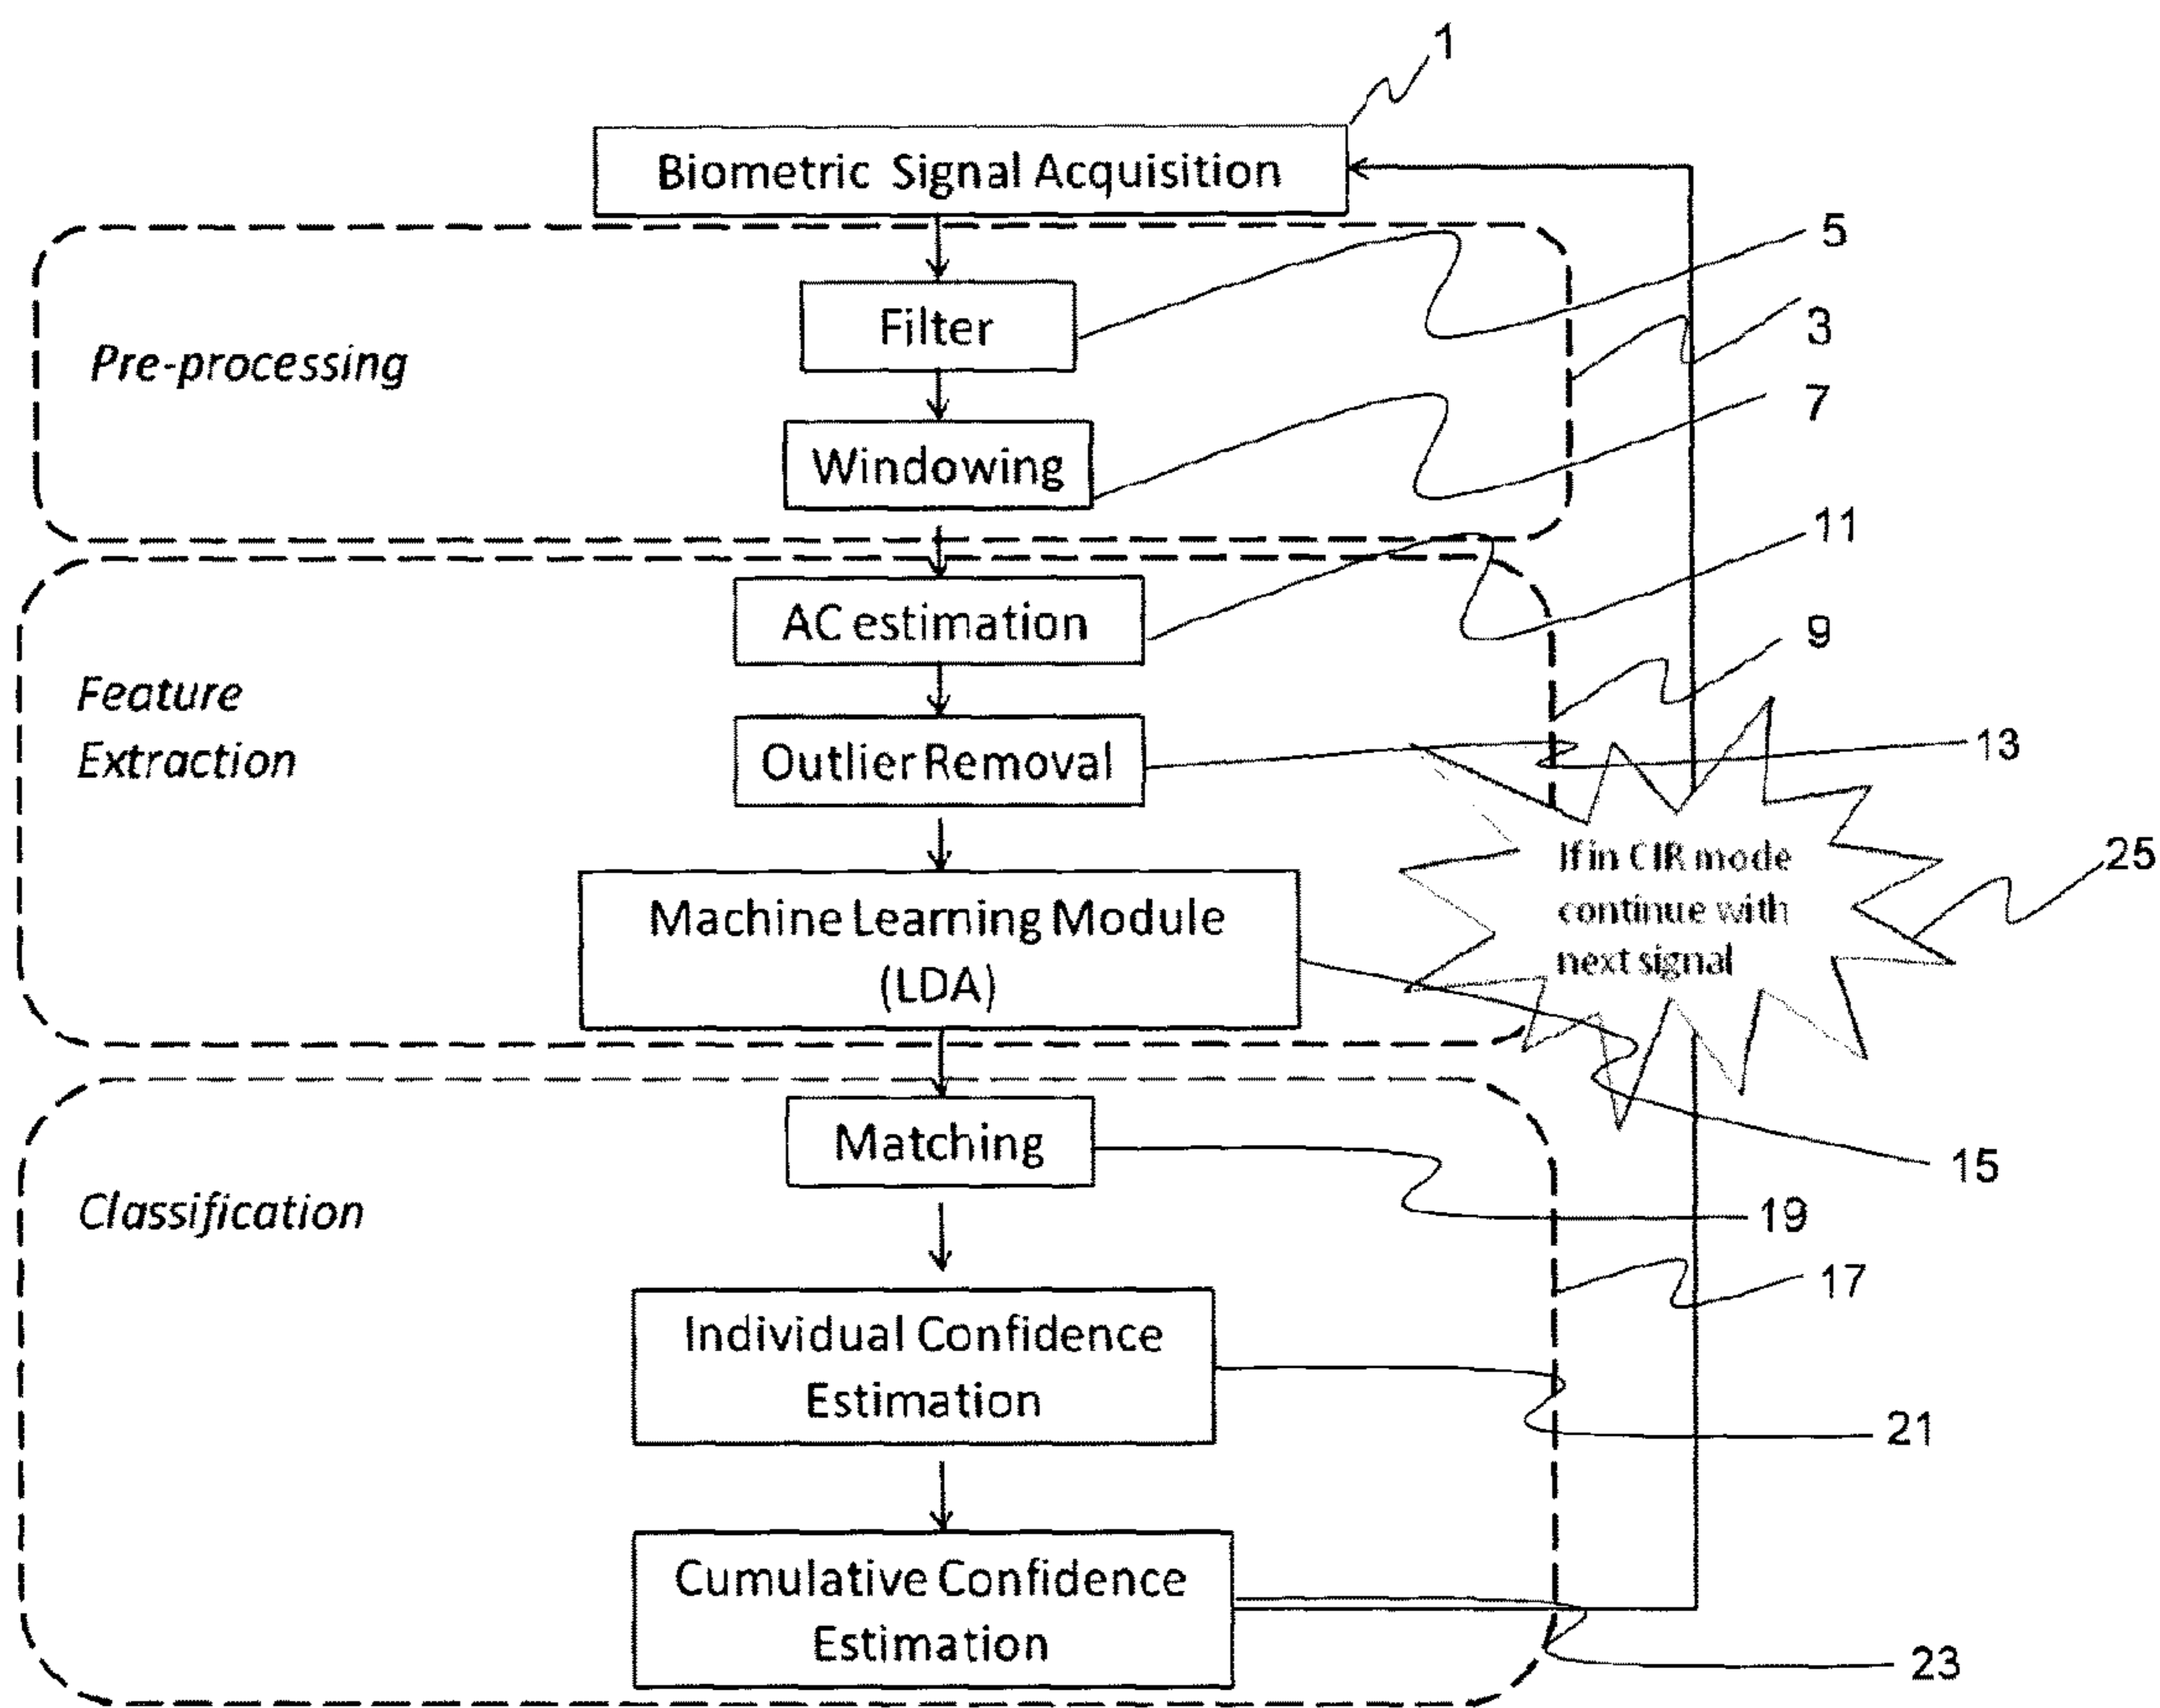 1
Biometric Signal Acquisition
5
Filter
3
Pre-processing
7
Windowing
11
AC estimation
9
Feature
Extraction
13
Outlier Removal
If in CIR mode
continue with
next signal
25
Machine Learning Module
(LDA)
Matching
15
19
Classification
17
Individual Confidence
Estimation
21
Cumulative Confidence
Estimation
23